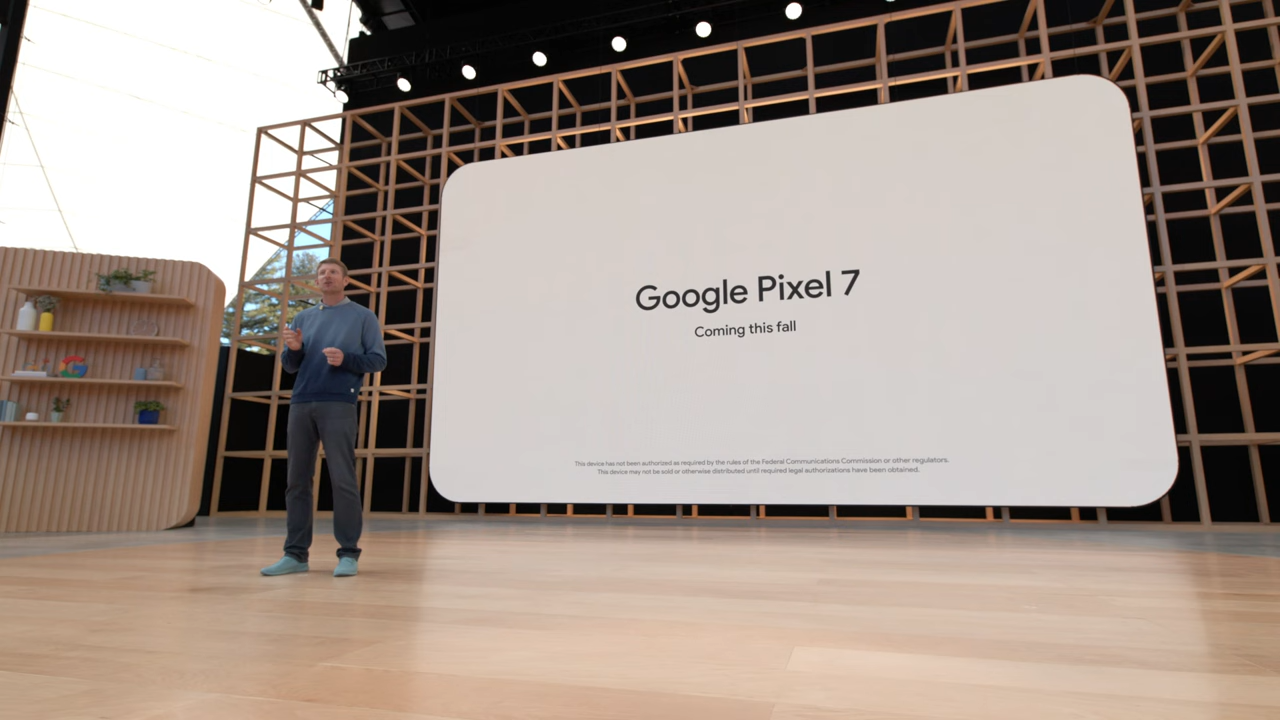 Google Pixel 7
Coming this fall
This device has not been authorized as required by the rules of the Federal Communications Commission or other regulators.
This device may not be sold or otherwise distributed until required legal authorizations have been obtained.